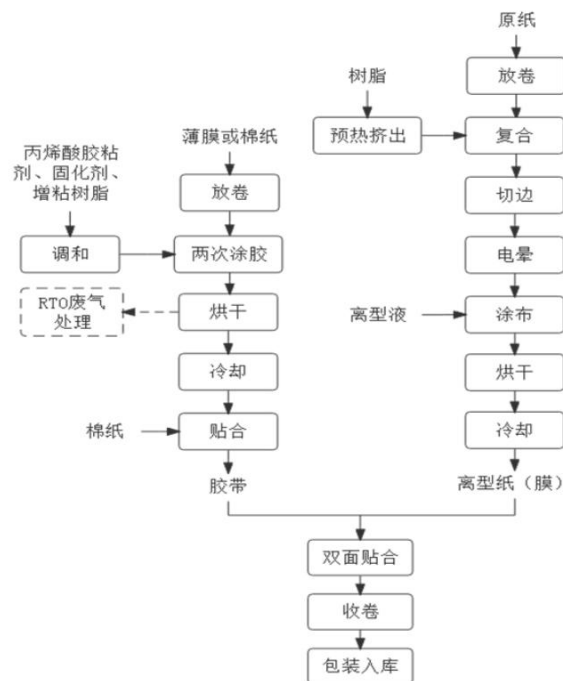 原纸
树脂
放卷
薄膜或棉纸
预热挤出
复合
丙烯酸胶粘
剂、固化剂、
增粘树脂
放卷
切边
调和
两次涂胶
电晕
RTO废气
处理
烘干
离型液
涂布
冷却
烘干
棉纸
贴合
冷却
胶带
离型纸（膜）
双面贴合
收卷
包装入库